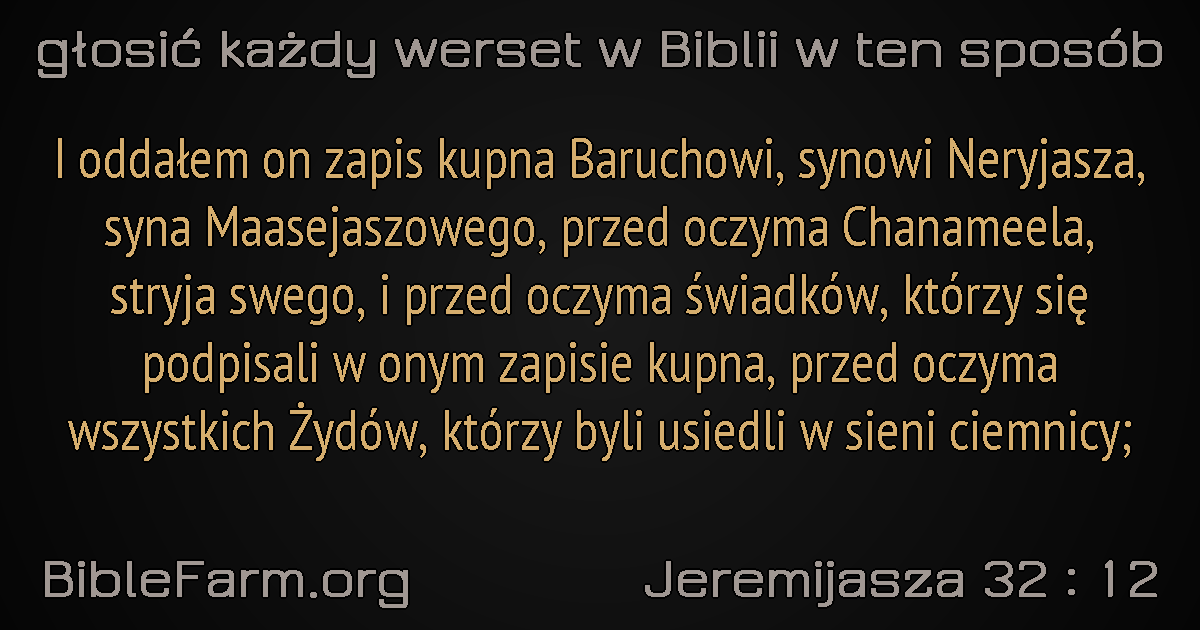 głosić każdy werset w Biblii w ten sposób
I oddałem on zapis kupna Baruchowi, synowi Neryjasza,
syna Maasejaszowego, przed oczyma Chanameela,
stryja swego, i przed oczyma świadków, którzy się
podpisali w onym zapisie kupna, przed oczyma
wszystkich Żydów, którzy byli usiedli w sieni ciemnicy;
BibleFarm.org
Jeremijasza 32 : 12